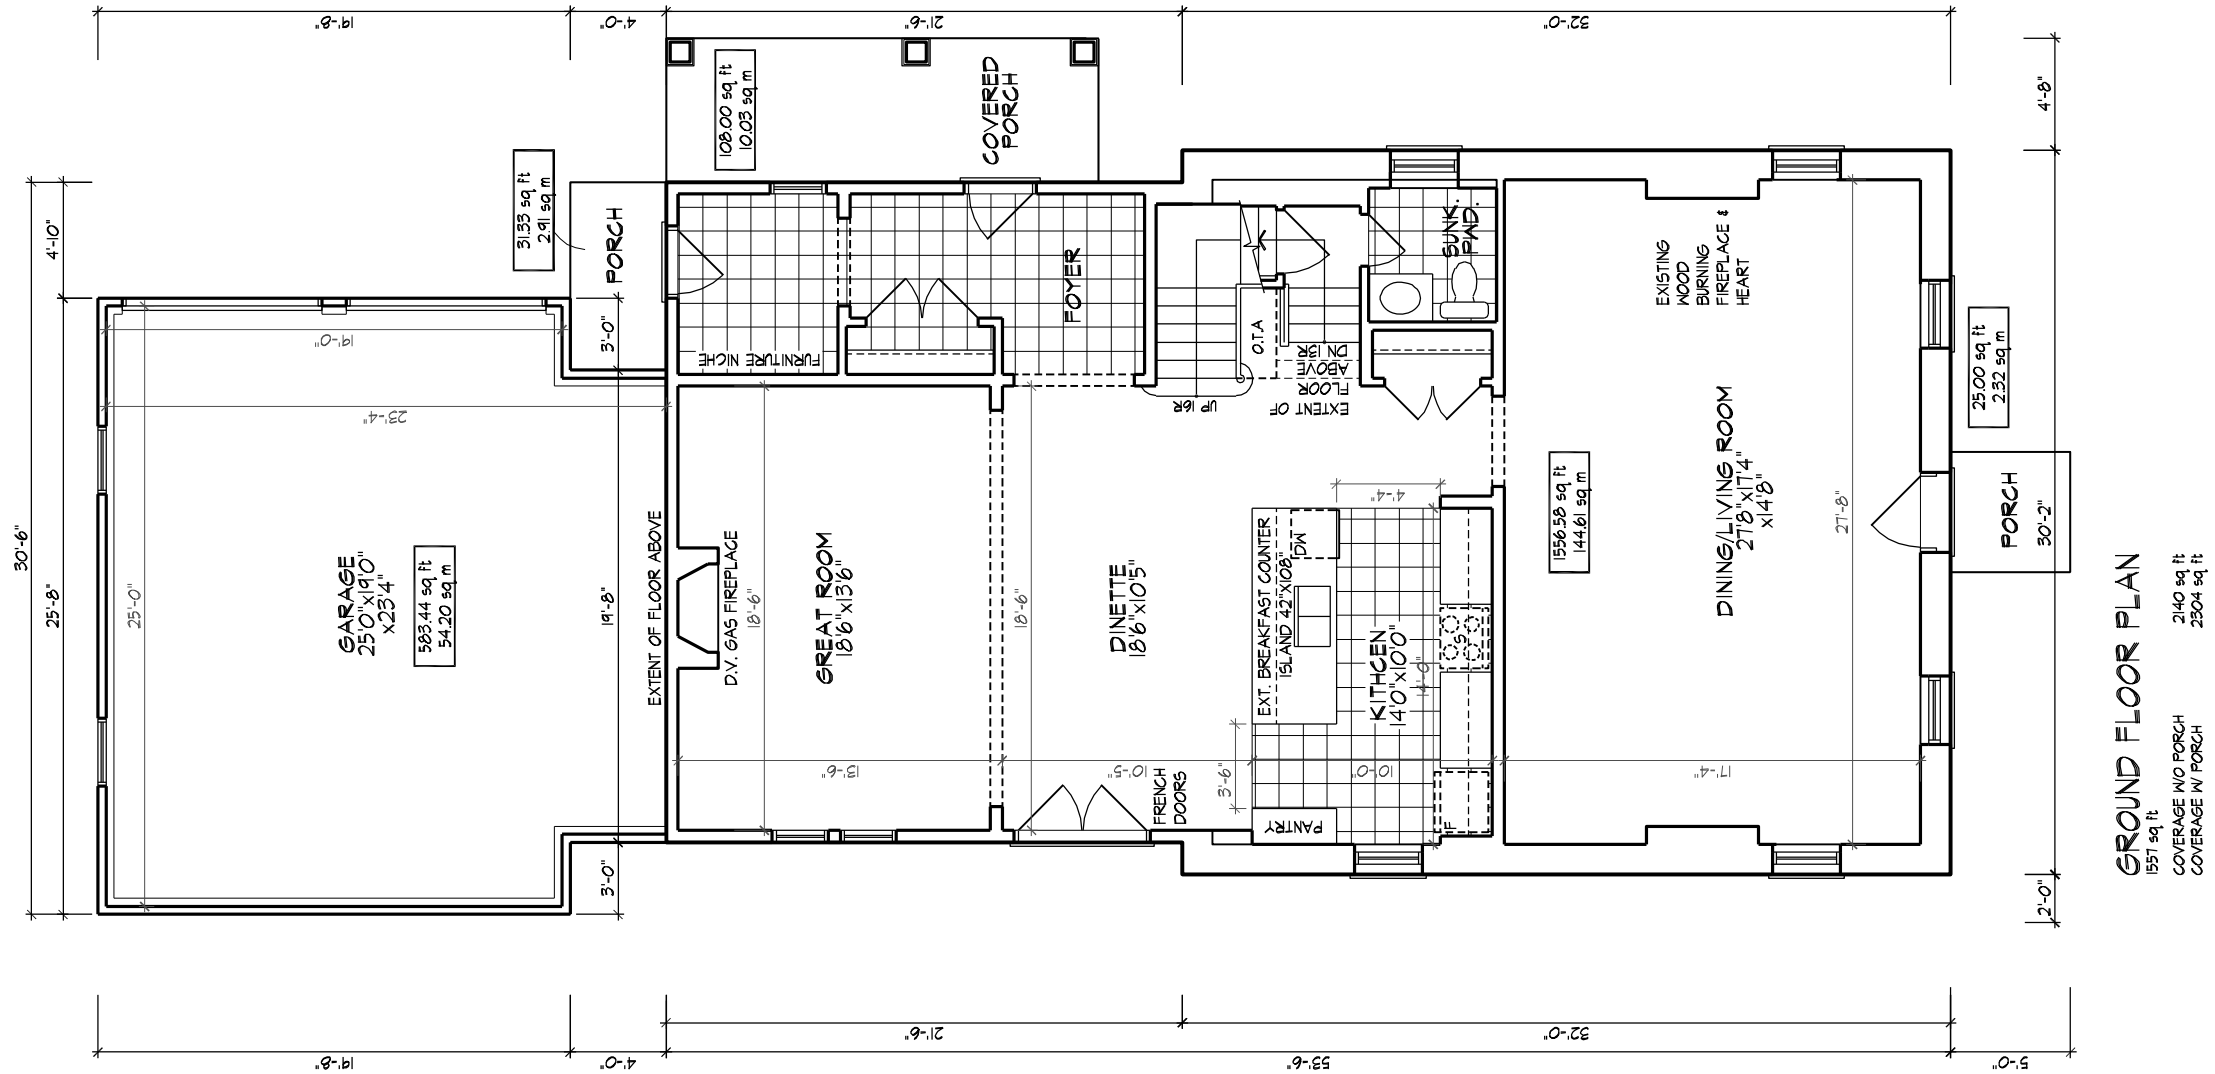 19'-8"
4'-0"
21'-6"
32'-0"
30'-6"
4'-10"
25'-8"
19'-0"
23'-4"
25'-0"
GARAGE
25'0"x19'0"
x23'4"
583.44 sq ft
54.20 sq m
31.33 sq ft
2.91 sq m
PORCH
3'-0"
19'-8"
3'-0"
EXTENT OF FLOOR ABOVE
108.00 sq ft
10.03 sq m
COVERED
PORCH
FURNITURE NICHE
FOYER
D.V. GAS FIREPLACE
18'-6"
GREAT ROOM
18'6"x13'6"
13'-6"
18'-6"
DINETTE
18'6"x10'5"
10'-5"
FRENCH
DOORS
UP 16R
O.T.A
EXTENT OF
FLOOR
ABOVE
DN 13R
SUNK.
PWD.
4'-4"
EXT. BREAKFAST COUNTER
ISLAND 42"x108"
DW
3'-6"
PANTRY
KITHCEN
14'0"x10'0"
14'-0"
10'-0"
S
F
1556.58 sq ft
144.61 sq m
EXISTING
WOOD
BURNING
FIREPLACE &
HEART
DINING/LIVING ROOM
27'8"x17'4"
x14'8"
27'-8"
17'-4"
25.00 sq ft
2.32 sq m
PORCH
4'-8"
30'-2"
2'-0"
GROUND FLOOR PLAN
1557 sq ft
COVERAGE W/O PORCH 2140 sq ft
COVERAGE W PORCH 2304 sq ft
21'-6"
32'-0"
19'-8"
4'-0"
53'-6"
5'-0"